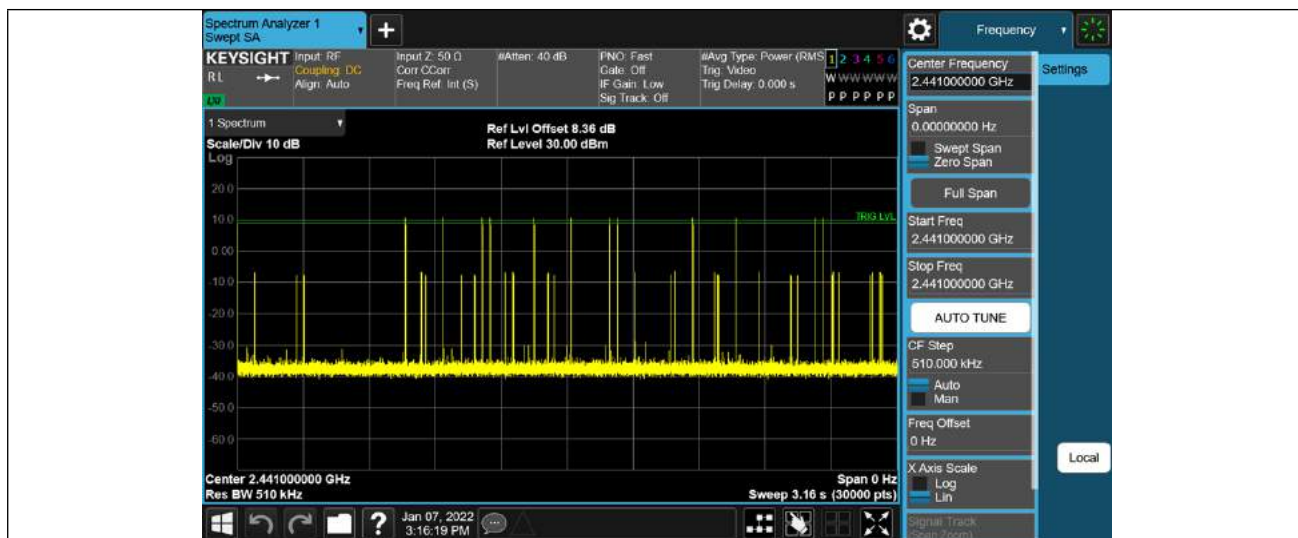 Spectrum Analyzer 1
Swept SA
Frequency
KEYSIGHT
RL
Input: RF
Coupling: DC
Align: Auto
Input Z: 50 Ω
Corr CCorr
Freq Ref: Int (S)
#Atten: 40 dB
PNO: Fast
Gate: Off
IF Gain: Low
Sig Track: Off
#Avg Type: Power (RMS
Trig: Video
Trig Delay: 0.000 s
1 2 3 4 5 6
W W W W W W
P P P P P P
1 Spectrum
Scale/Div 10 dB
Ref Lvl Offset 8.36 dB
Ref Level 30.00 dBm
Log
20.0
10.0
0.00
-10.0
-20.0
-30.0
-40.0
-50.0
-60.0
TRIG LVL
Center 2.441000000 GHz
Res BW 510 kHz
Span 0 Hz
Sweep 3.16 s (30000 pts)
Center Frequency
2.441000000 GHz
Settings
Span
0.00000000 Hz
Swept Span
Zero Span
Full Span
Start Freq
2.441000000 GHz
Stop Freq
2.441000000 GHz
AUTO TUNE
CF Step
510.000 kHz
Auto
Man
Freq Offset
0 Hz
X Axis Scale
Log
Lin
Local
Signal Track
(Span Zoom)
?
Jan 07, 2022
3:16:19 PM